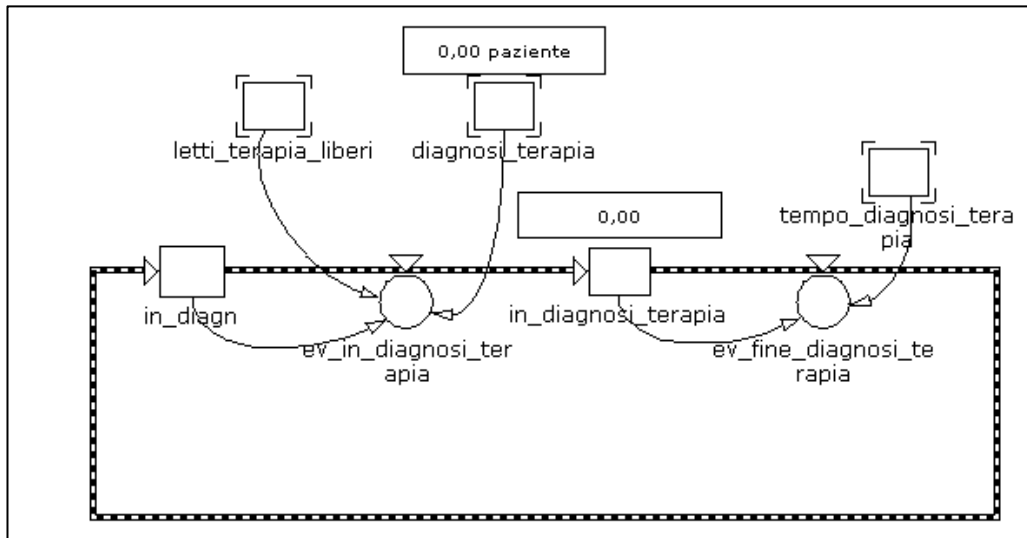 0,00 paziente
letti_terapia_liberi
diagnosi_terapia
0,00
tempo_diagnosi_tera
pia
in_diagn
in_diagnosi_terapia
ev_in_diagnosi_ter
apia
ev_fine_diagnosi_te
rapia